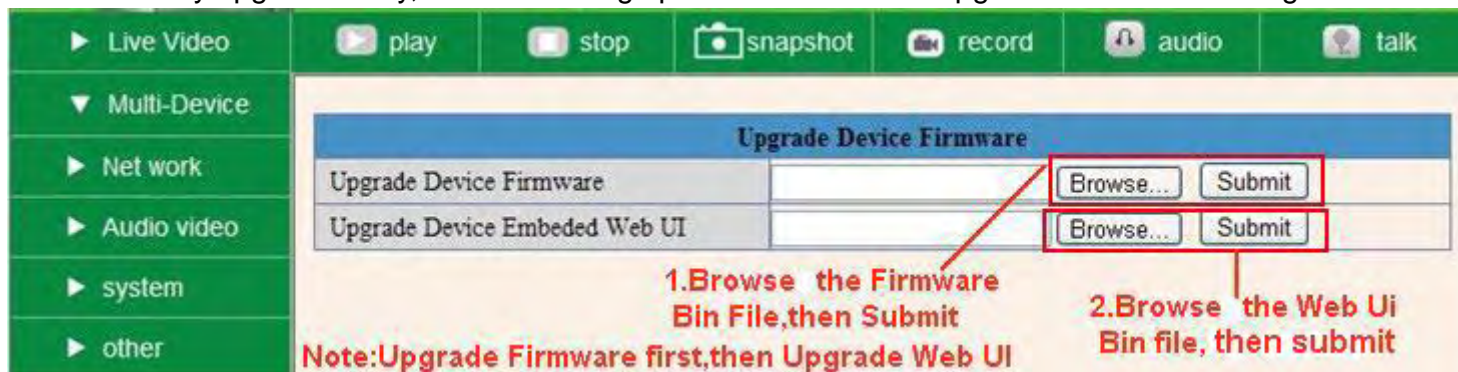 Live Video
play
stop
snapshot
record
audio
talk
Multi-Device
Net work
Audio video
system
other
Upgrade Device Firmware
Upgrade Device Firmware
Browse...
Submit
Upgrade Device Embeded Web UI
Browse...
Submit
1.Browse the Firmware
Bin File,then Submit
2.Browse the Web Ui
Bin file, then submit
Note:Upgrade Firmware first,then Upgrade Web UI